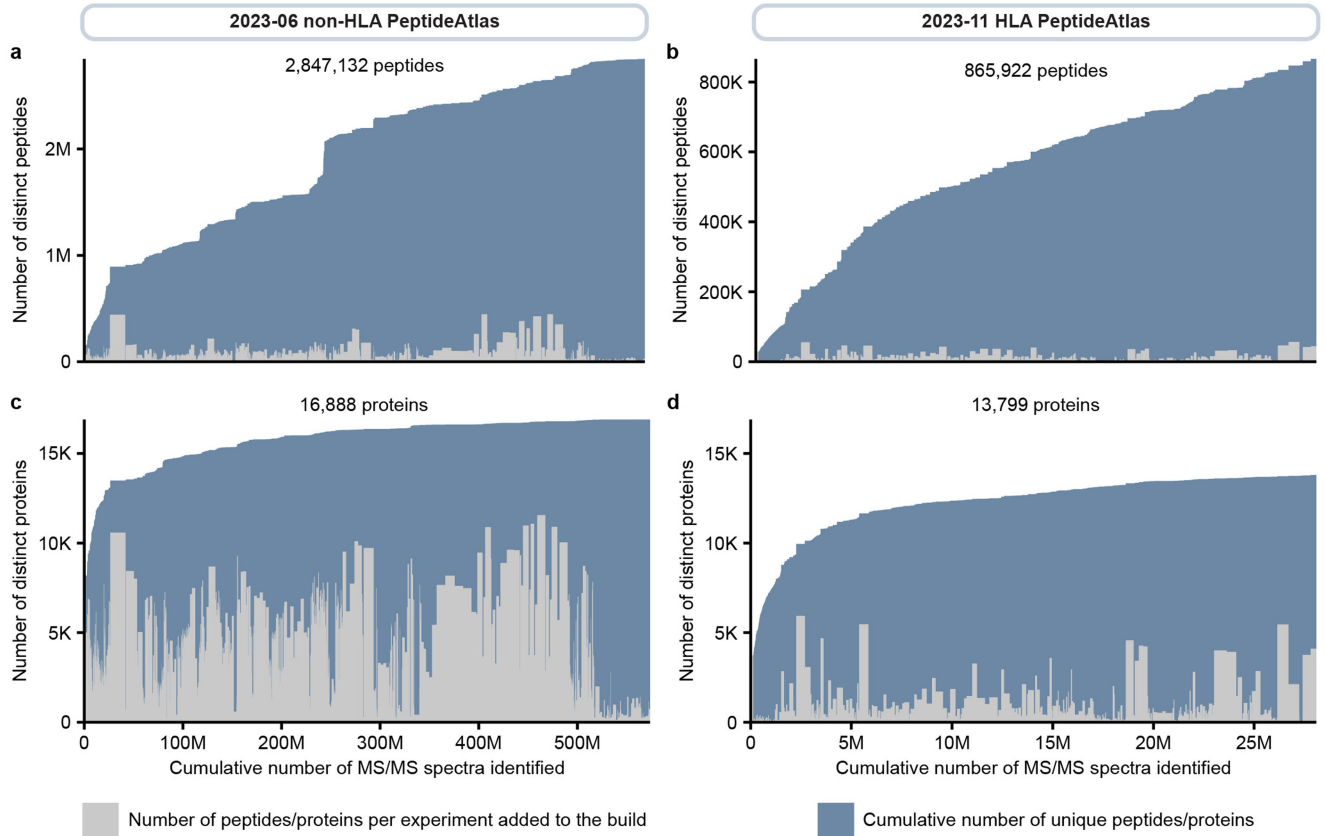 2023-06 non-HLA PeptideAtlas
2023-11 HLA PeptideAtlas
a
2,847,132 peptides
Number of distinct peptides
2M
1M
0
b
865,922 peptides
Number of distinct peptides
800K
600K
400K
200K
0
c
16,888 proteins
Number of distinct proteins
15K
10K
5K
0
0 100M 200M 300M 400M 500M
Cumulative number of MS/MS spectra identified
d
13,799 proteins
Number of distinct proteins
15K
10K
5K
0
0 5M 10M 15M 20M 25M
Cumulative number of MS/MS spectra identified
Number of peptides/proteins per experiment added to the build
Cumulative number of unique peptides/proteins